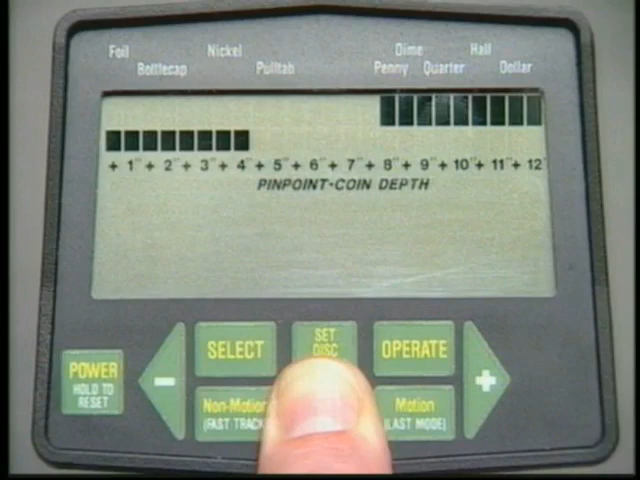 Foil Nickel Dime Half
Bottlecap Pulltab Penny Quarter Dollar
+ 1" + 2" + 3" + 4" + 5" + 6" + 7" + 8" + 9" + 10" + 11" + 12"
PINPOINT·COIN DEPTH
POWER
HOLD TO
RESET
-
SELECT
SET
DISC
OPERATE
+
Non-Motion
(FAST TRACK
Motion
(LAST MODE)